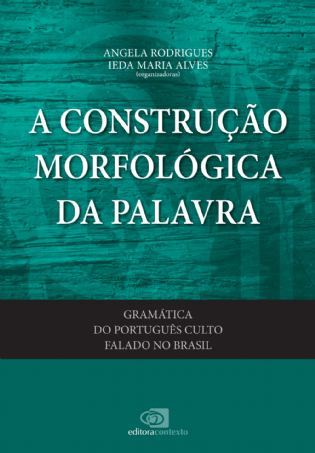 ANGELA RODRIGUES
IEDA MARIA ALVES
(organizadoras)
A CONSTRUÇÃO
MORFOLÓGICA
DA PALAVRA
GRAMÁTICA
DO PORTUGUÊS CULTO
FALADO NO BRASIL
editoracontexto